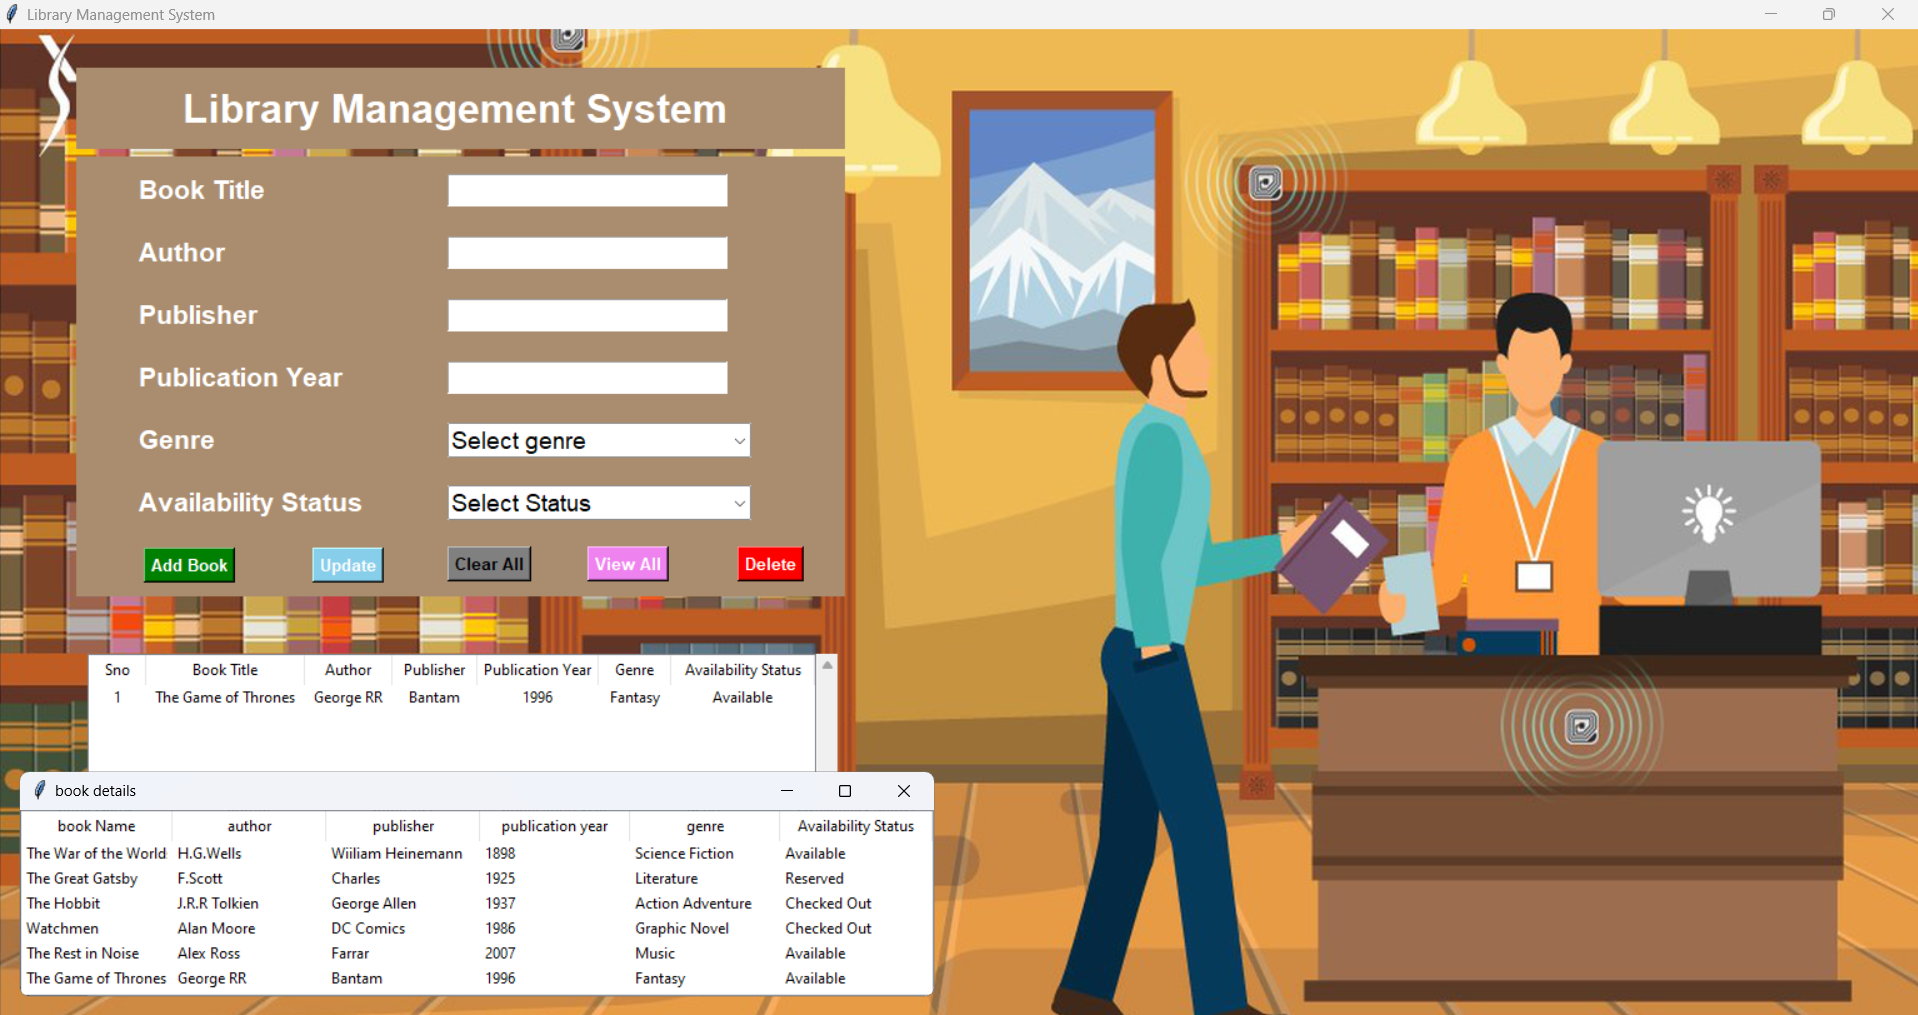 Library Management System
Library Management System
Book Title
Author
Publisher
Publication Year
Genre Select genre
Availability Status Select Status
Add Book Update Clear All View All Delete
Sno Book Title Author Publisher Publication Year Genre Availability Status
1 The Game of Thrones George RR Bantam 1996 Fantasy Available
book details
book Name author publisher publication year genre Availability Status
The War of the World H.G.Wells Wiiliam Heinemann 1898 Science Fiction Available
The Great Gatsby F.Scott Charles 1925 Literature Reserved
The Hobbit J.R.R Tolkien George Allen 1937 Action Adventure Checked Out
Watchmen Alan Moore DC Comics 1986 Graphic Novel Checked Out
The Rest in Noise Alex Ross Farrar 2007 Music Available
The Game of Thrones George RR Bantam 1996 Fantasy Available